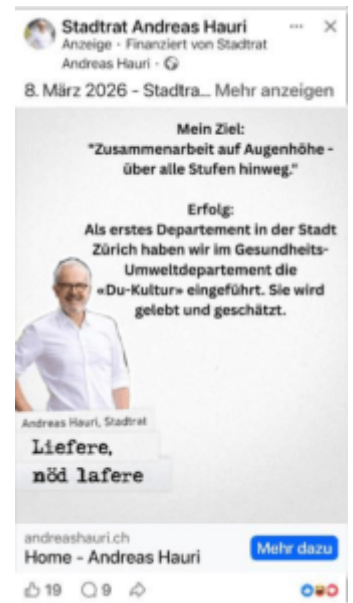 Stadtrat Andreas Hauri
Anzeige · Finanziert von Stadtrat
Andreas Hauri ·
8. März 2026 - Stadtra... Mehr anzeigen
Mein Ziel:
"Zusammenarbeit auf Augenhöhe -
über alle Stufen hinweg."
Erfolg:
Als erstes Departement in der Stadt
Zürich haben wir im Gesundheits-
Umweltdepartement die
«Du-Kultur» eingeführt. Sie wird
gelebt und geschätzt.
Andreas Hauri, Stadtrat
Liefere,
nöd lafere
andreashauri.ch
Home - Andreas Hauri
Mehr dazu
19 9